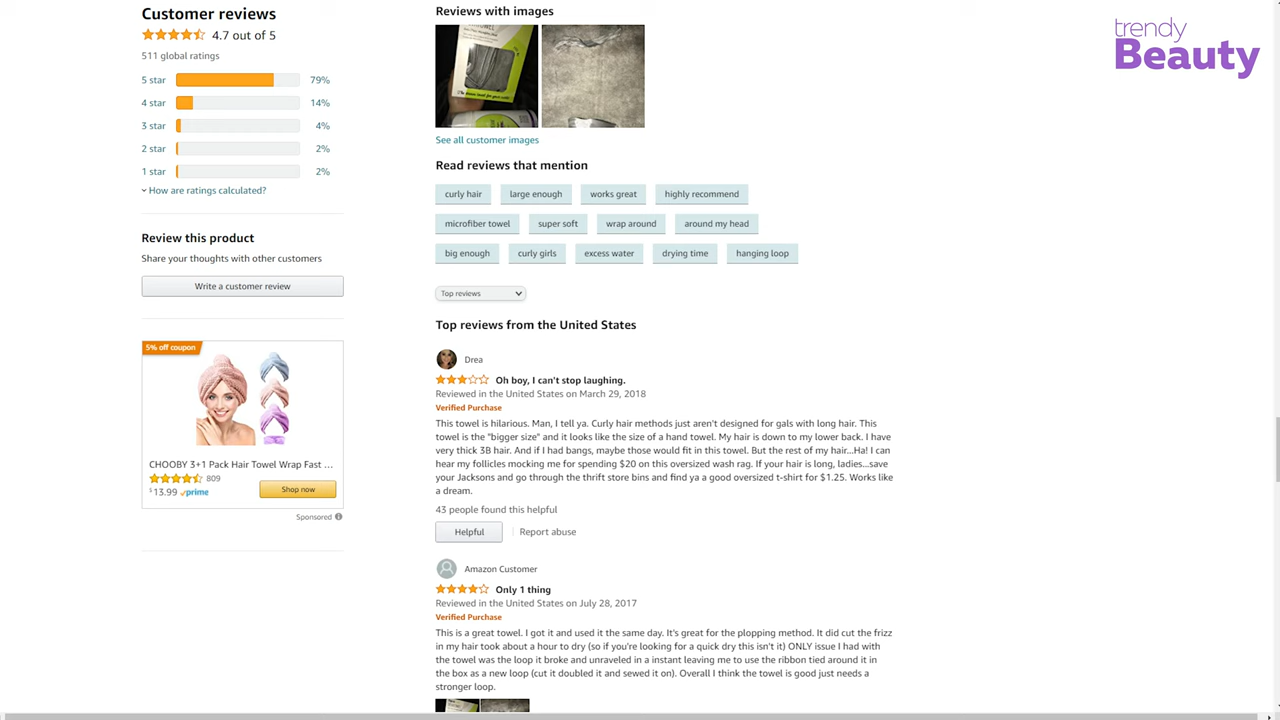 Customer reviews
4.7 out of 5
511 global ratings
5 star 79%
4 star 14%
3 star 4%
2 star 2%
1 star 2%
How are ratings calculated?
Review this product
Share your thoughts with other customers
Write a customer review
5% off coupon
CHOOBY 3+1 Pack Hair Towel Wrap Fast ...
809
$13.99 prime
Shop now
Sponsored
Reviews with images
See all customer images
Read reviews that mention
curly hair large enough works great highly recommend
microfiber towel super soft wrap around around my head
big enough curly girls excess water drying time hanging loop
Top reviews
Top reviews from the United States
Drea
Oh boy, I can't stop laughing.
Reviewed in the United States on March 29, 2018
Verified Purchase
This towel is hilarious. Man, I tell ya. Curly hair methods just aren't designed for gals with long hair. This
towel is the "bigger size" and it looks like the size of a hand towel. My hair is down to my lower back. I have
very thick 3B hair. And if I had bangs, maybe those would fit in this towel. But the rest of my hair...Ha! I can
hear my follicles mocking me for spending $20 on this oversized wash rag. If your hair is long, ladies...save
your Jacksons and go through the thrift store bins and find ya a good oversized t-shirt for $1.25. Works like
a dream.
43 people found this helpful
Helpful Report abuse
Amazon Customer
Only 1 thing
Reviewed in the United States on July 28, 2017
Verified Purchase
This is a great towel. I got it and used it the same day. It's great for the plopping method. It did cut the frizz
in my hair took about a hour to dry (so if you're looking for a quick dry this isn't it) ONLY issue I had with
the towel was the loop it broke and unraveled in a instant leaving me to use the ribbon tied around it in
the box as a new loop (cut it doubled it and sewed it on). Overall I think the towel is good just needs a
stronger loop.
trendy
Beauty